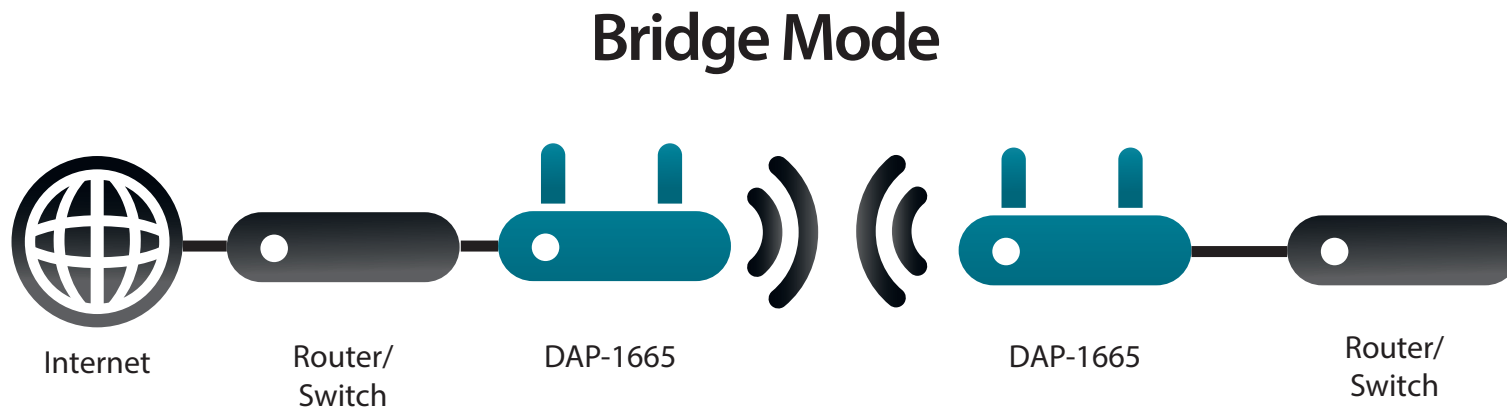 Bridge Mode
Internet
Router/
Switch
DAP-1665
DAP-1665
Router/
Switch